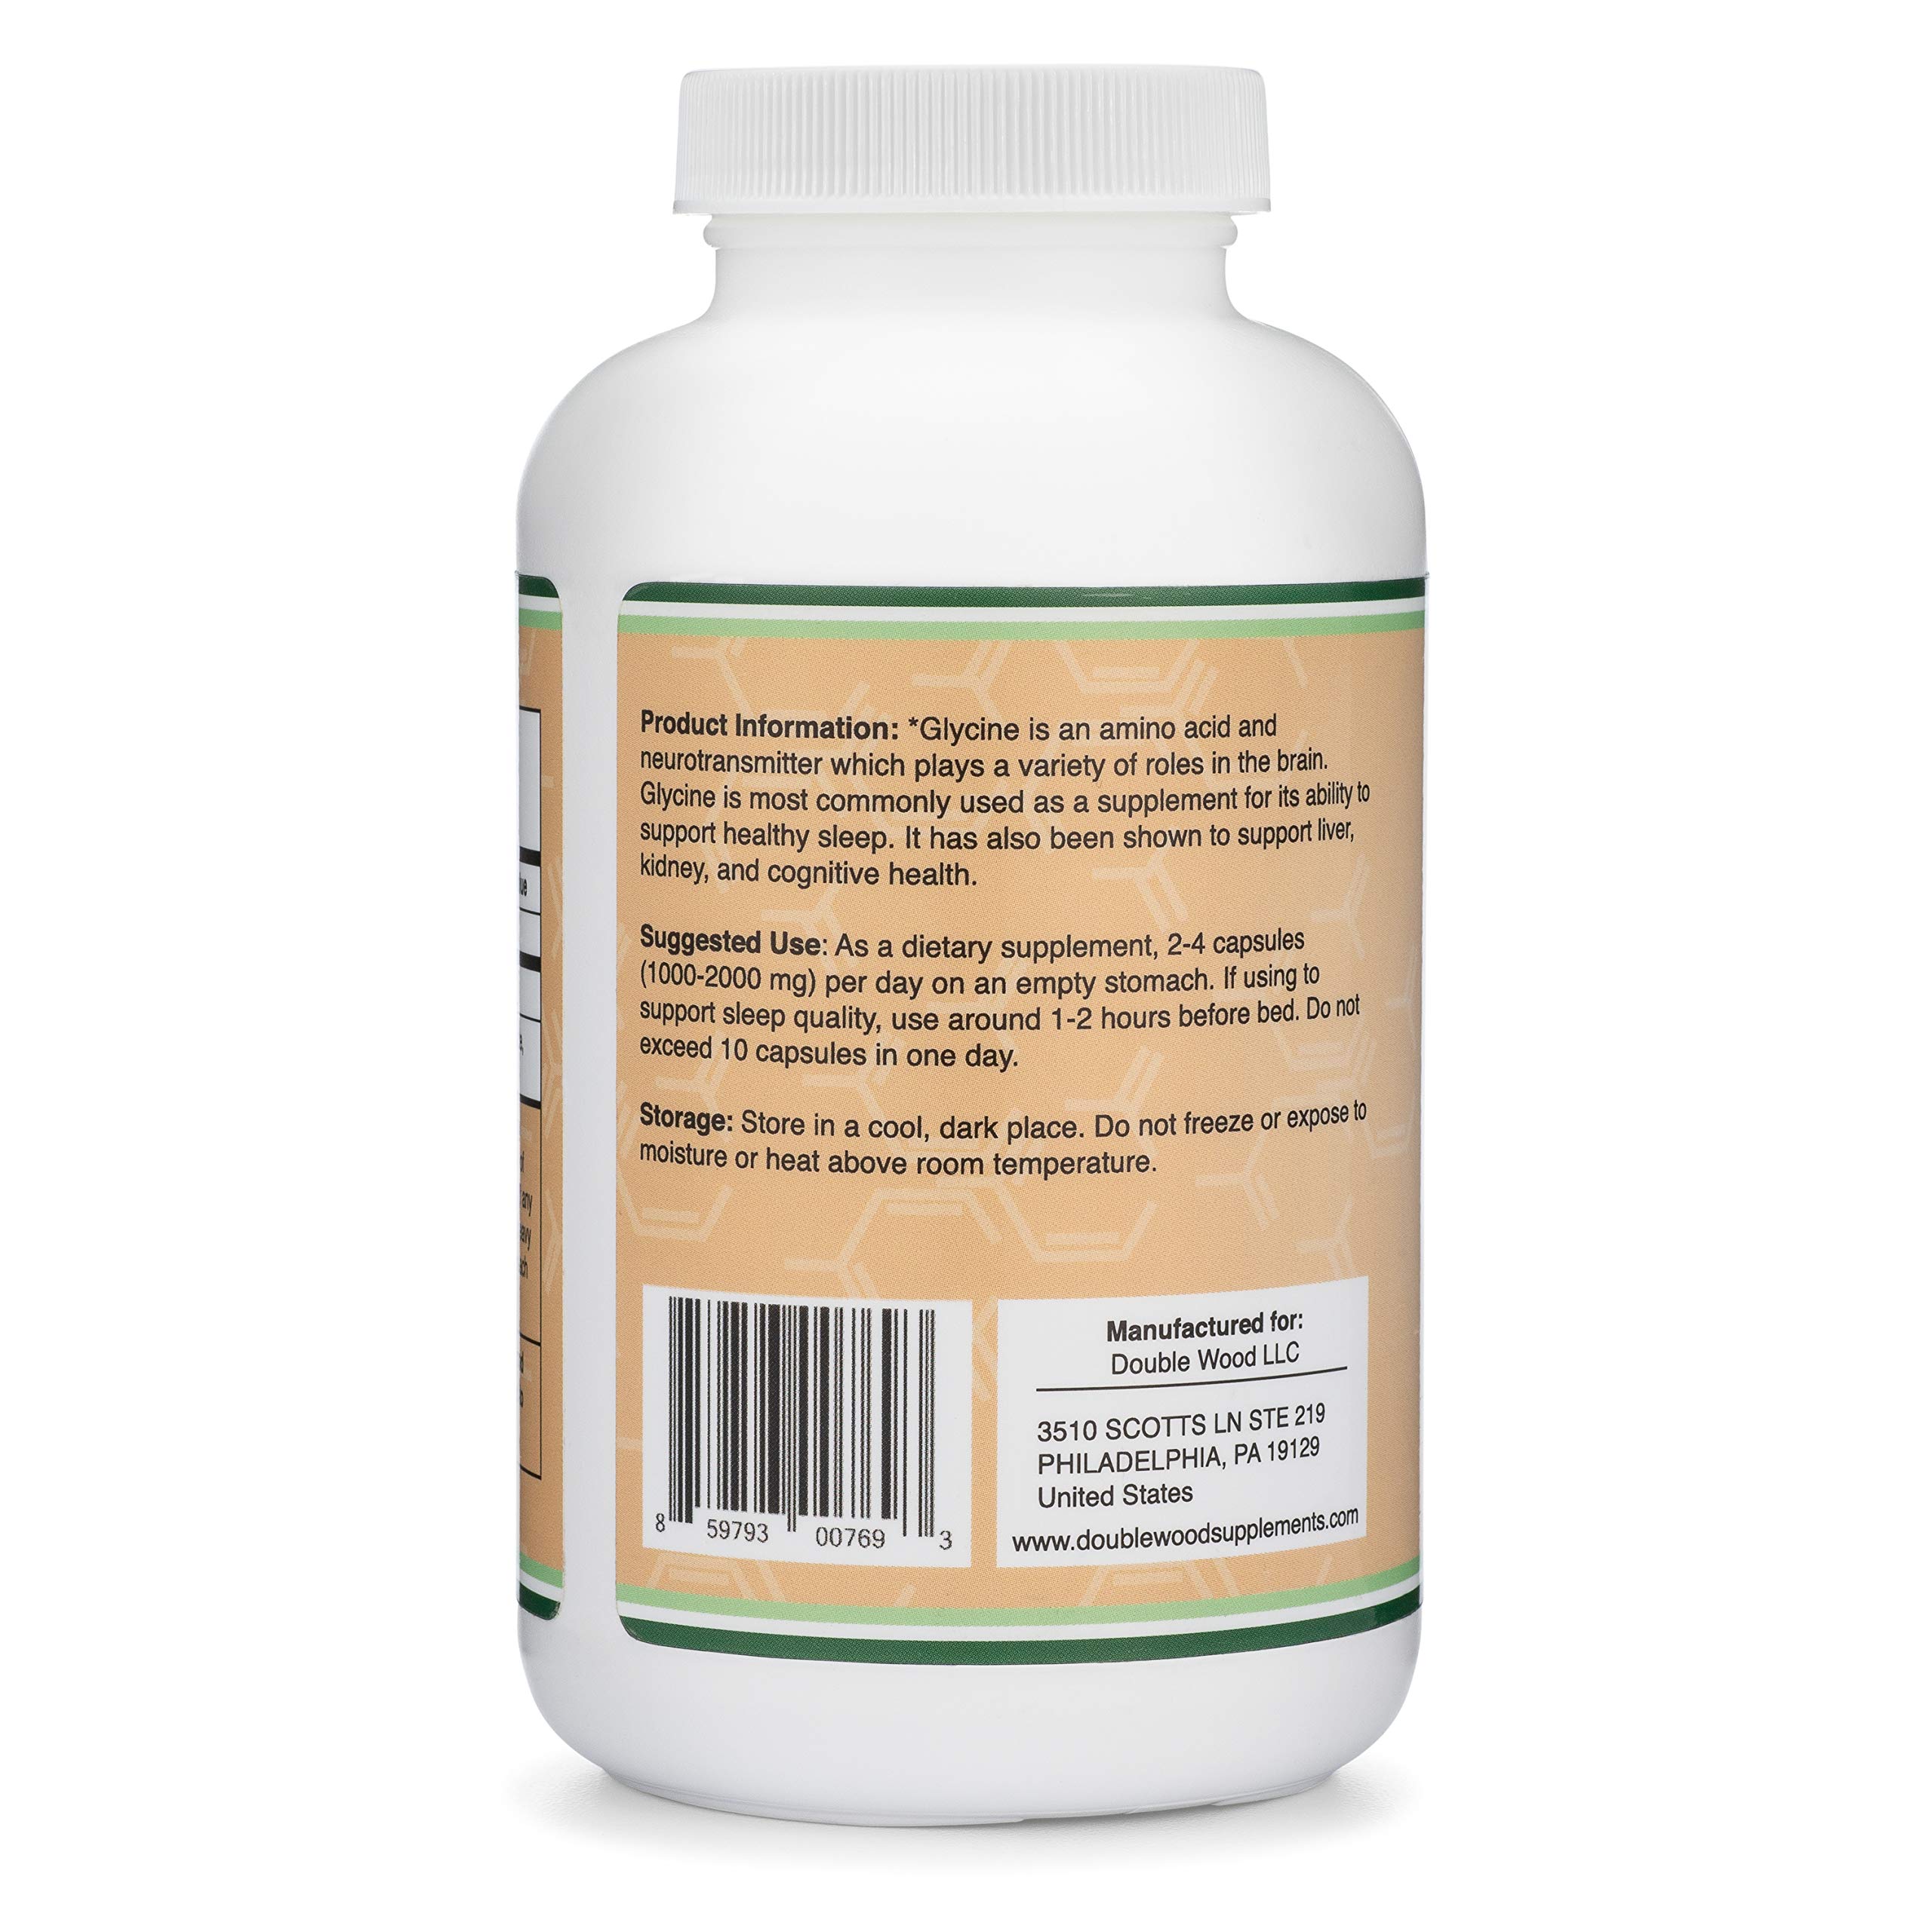 Product Information: *Glycine is an amino acid and
neurotransmitter which plays a variety of roles in the brain.
Glycine is most commonly used as a supplement for its ability to
support healthy sleep. It has also been shown to support liver,
kidney, and cognitive health.
Suggested Use: As a dietary supplement, 2-4 capsules
(1000-2000 mg) per day on an empty stomach. If using to
support sleep quality, use around 1-2 hours before bed. Do not
exceed 10 capsules in one day.
Storage: Store in a cool, dark place. Do not freeze or expose to
moisture or heat above room temperature.
8 59793 00769 3
Manufactured for:
Double Wood LLC
3510 SCOTTS LN STE 219
PHILADELPHIA, PA 19129
United States
www.doublewoodsupplements.com
any